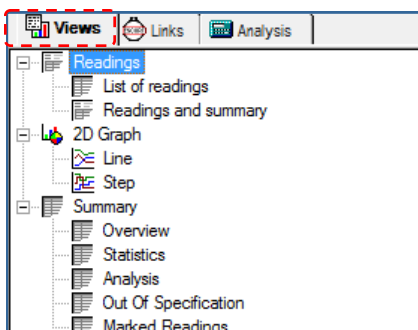 Views Links Analysis
Readings
List of readings
Readings and summary
2D Graph
Line
Step
Summary
Overview
Statistics
Analysis
Out Of Specification
Marked Readings